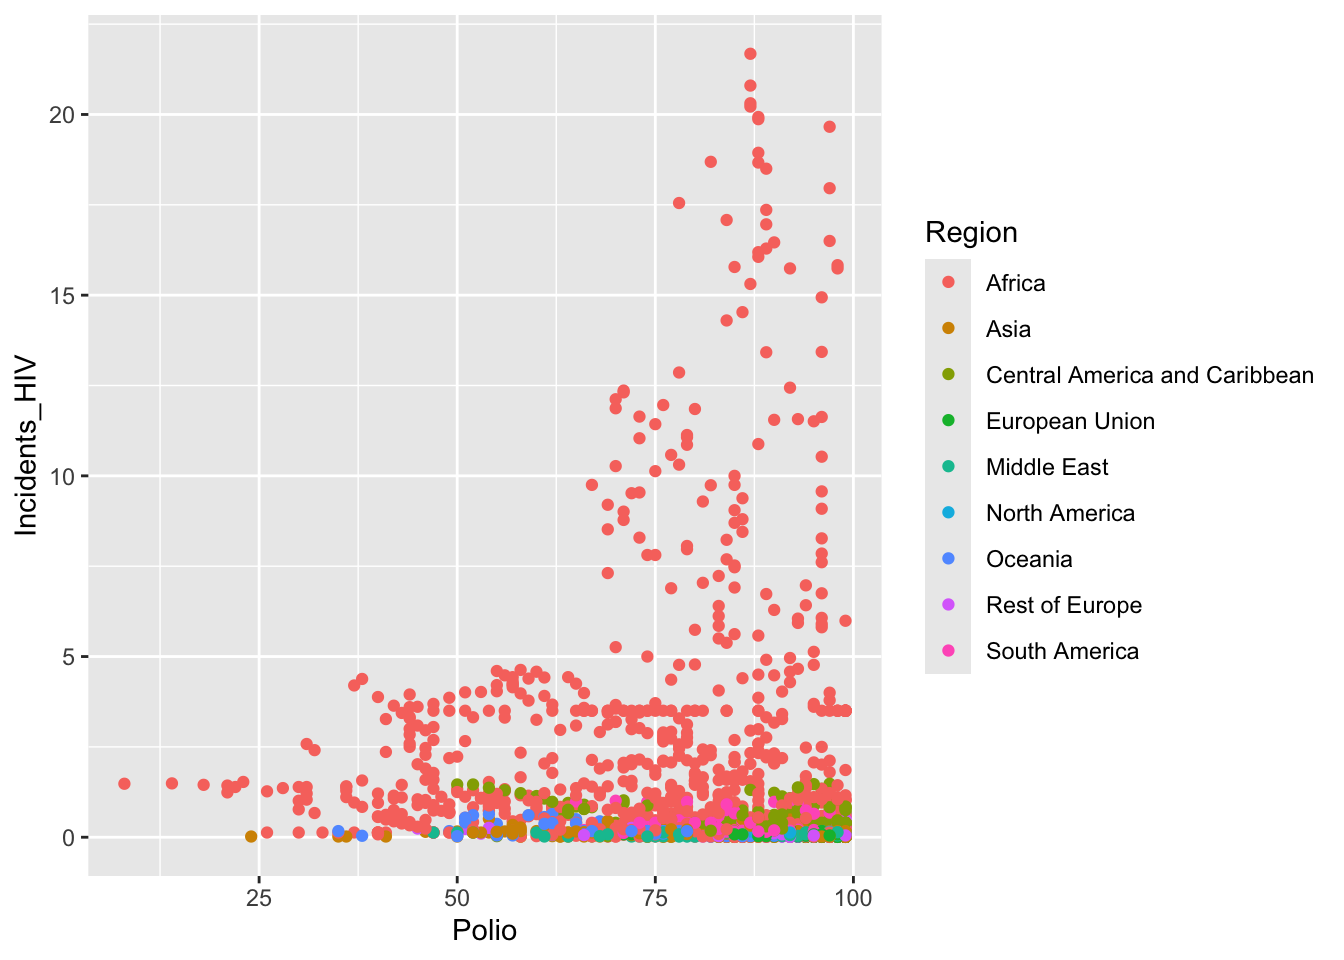 Incidents_HIV
20
15
10
5
0
25
50
75
100
Polio
Region
Africa
Asia
Central America and Caribbean
European Union
Middle East
North America
Oceania
Rest of Europe
South America